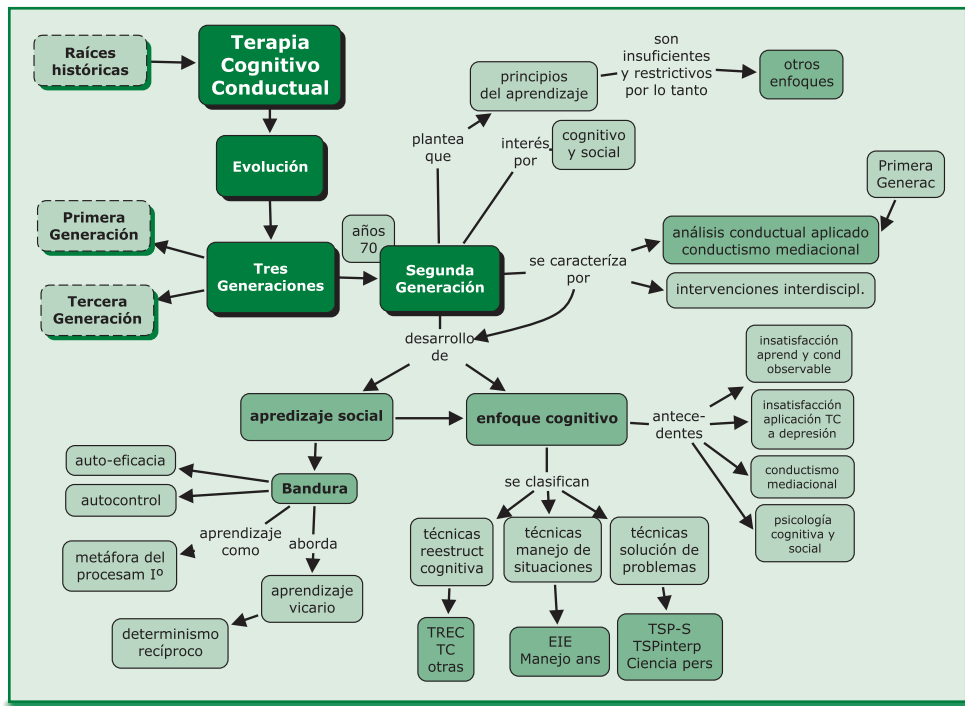 Raíces
históricas
Terapia
Cognitivo
Conductual
Evolución
Tres
Generaciones
Primera
Generación
Tercera
Generación
años
70
Segunda
Generación
plantea
que
principios
del aprendizaje
son
insuficientes
y restrictivos
por lo tanto
otros
enfoques
interés
por
cognitivo
y social
se caracteríza
por
Primera
Generac
análisis conductual aplicado
conductismo mediacional
intervenciones interdiscipl.
desarrollo
de
apredizaje social
enfoque cognitivo
antece-
dentes
insatisfacción
aprend y cond
observable
insatisfacción
aplicación TC
a depresión
conductismo
mediacional
psicología
cognitiva y
social
Bandura
auto-eficacia
autocontrol
aprendizaje
como
metáfora del
procesam Iº
aborda
aprendizaje
vicario
determinismo
recíproco
se clasifican
técnicas
reestruct
cognitiva
técnicas
manejo de
situaciones
técnicas
solución de
problemas
TREC
TC
otras
EIE
Manejo ans
TSP-S
TSPinterp
Ciencia pers